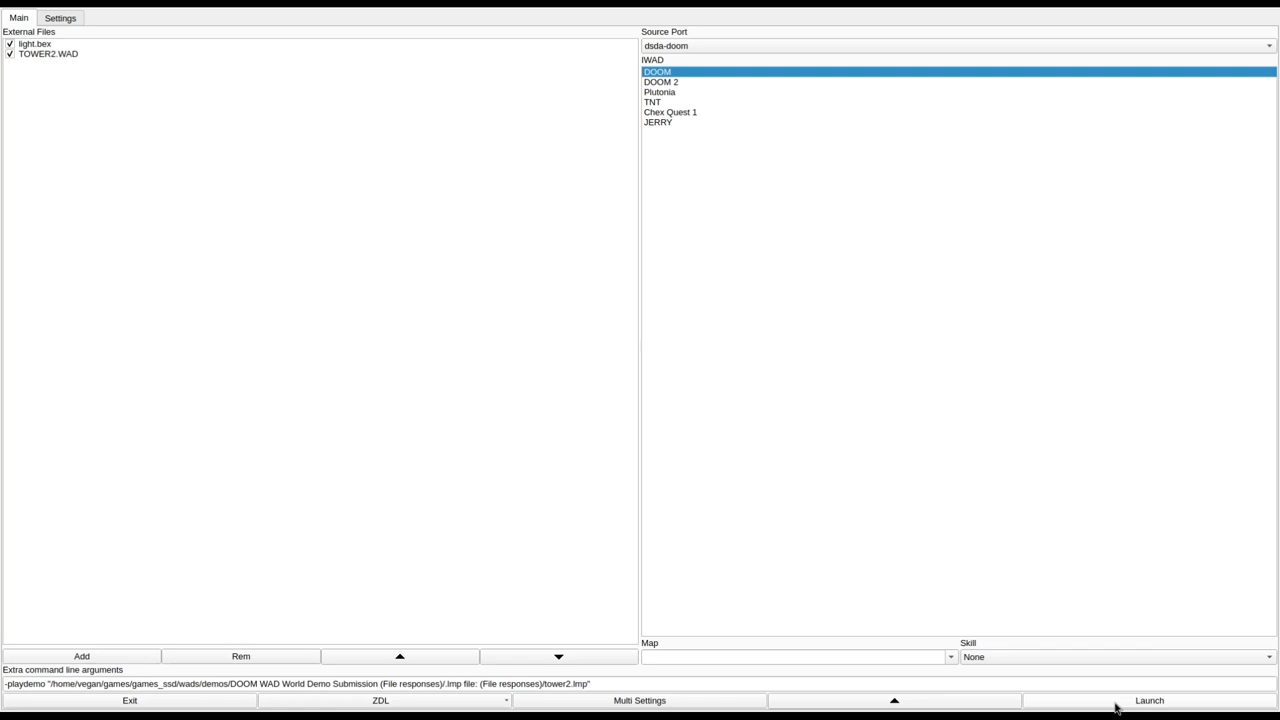 Main Settings
External Files
light.bex
TOWER2.WAD
Source Port
dsda-doom
IWAD
DOOM
DOOM 2
Plutonia
TNT
Chex Quest 1
JERRY
Map Skill
None
Add Rem
Extra command line arguments
-playdemo "/home/vegan/games/games_ssd/wads/demos/DOOM WAD World Demo Submission (File responses)/.lmp file: (File responses)/tower2.lmp"
Exit ZDL Multi Settings Launch